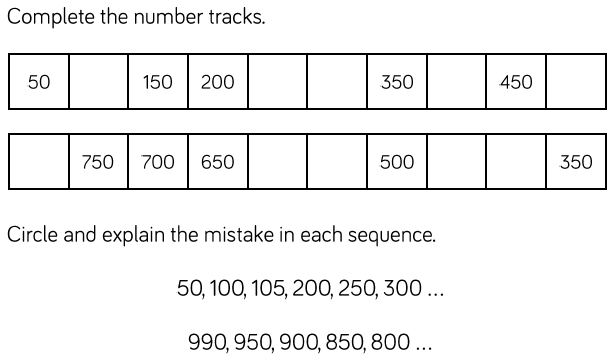 Complete the number tracks.
50 150 200 350 450
750 700 650 500 350
Circle and explain the mistake in each sequence.
50, 100, 105, 200, 250, 300 ...
990, 950, 900, 850, 800 ...